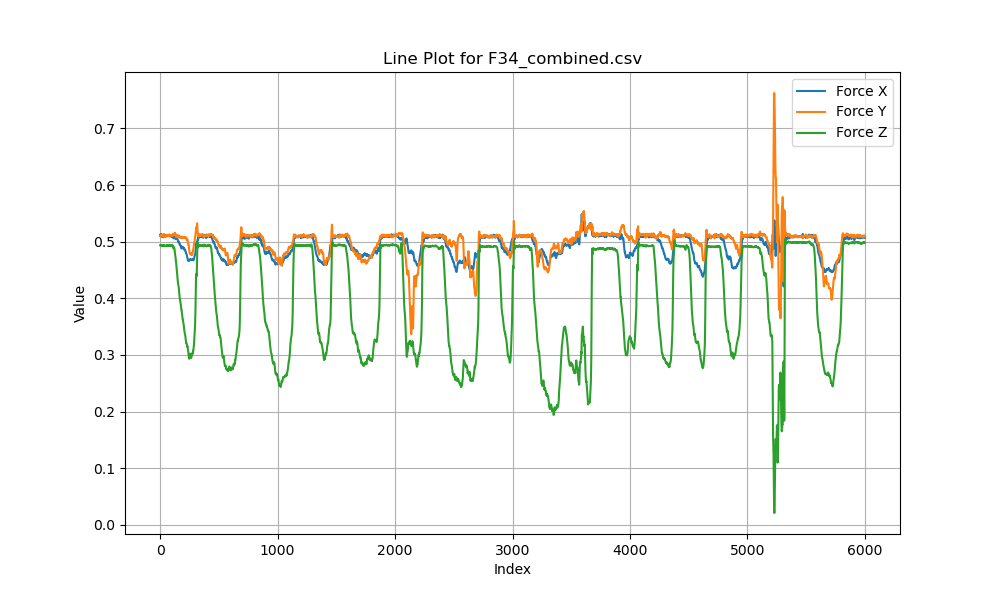 Line Plot for F34_combined.csv
Force X
Force Y
Force Z
0.7
0.6
0.5
0.4
0.3
0.2
0.1
0.0
Value
0 1000 2000 3000 4000 5000 6000
Index